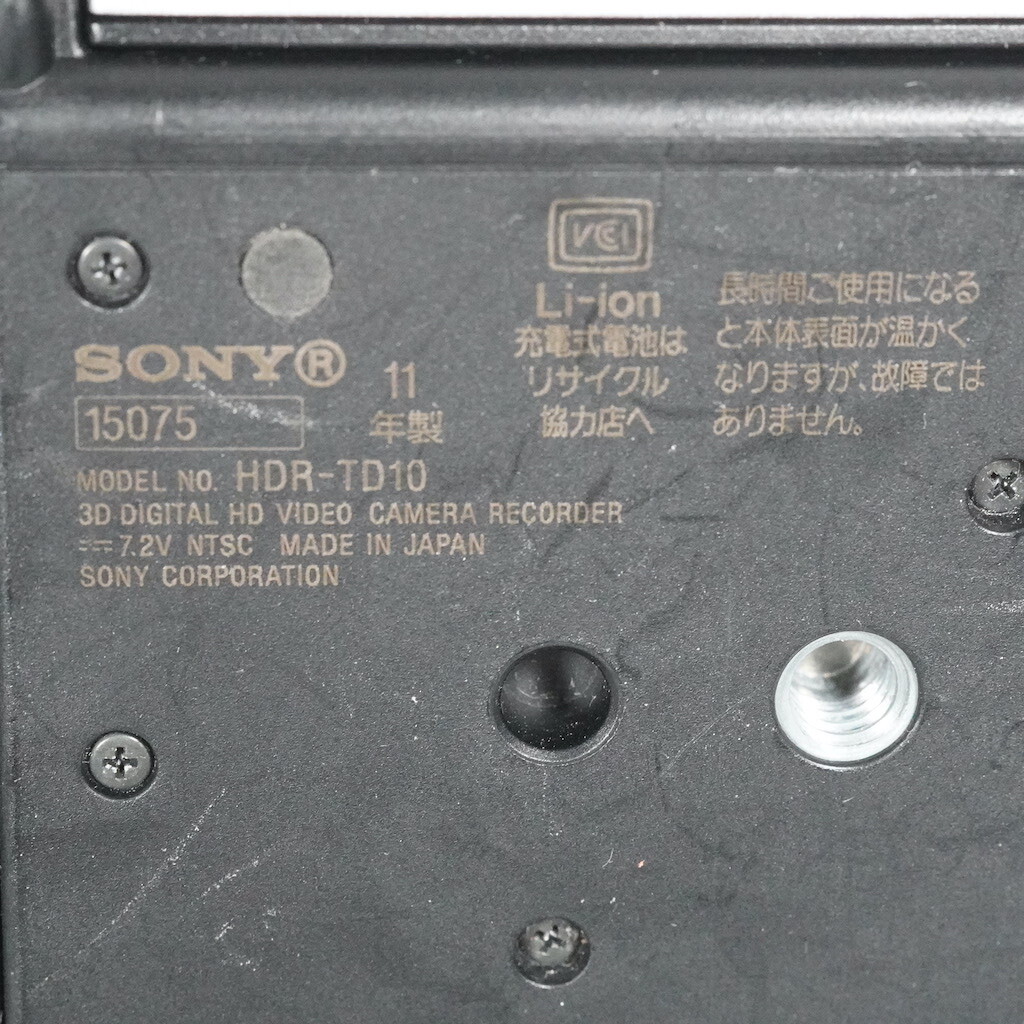 SONY®
15075
11
年製
MODEL NO. HDR-TD10
3D DIGITAL HD VIDEO CAMERA RECORDER
⎓ 7.2V NTSC MADE IN JAPAN
SONY CORPORATION
VCCI
Li-ion
充電式電池は
リサイクル
協力店へ
長時間ご使用になる
と本体表面が温かく
なりますが、故障では
ありません。